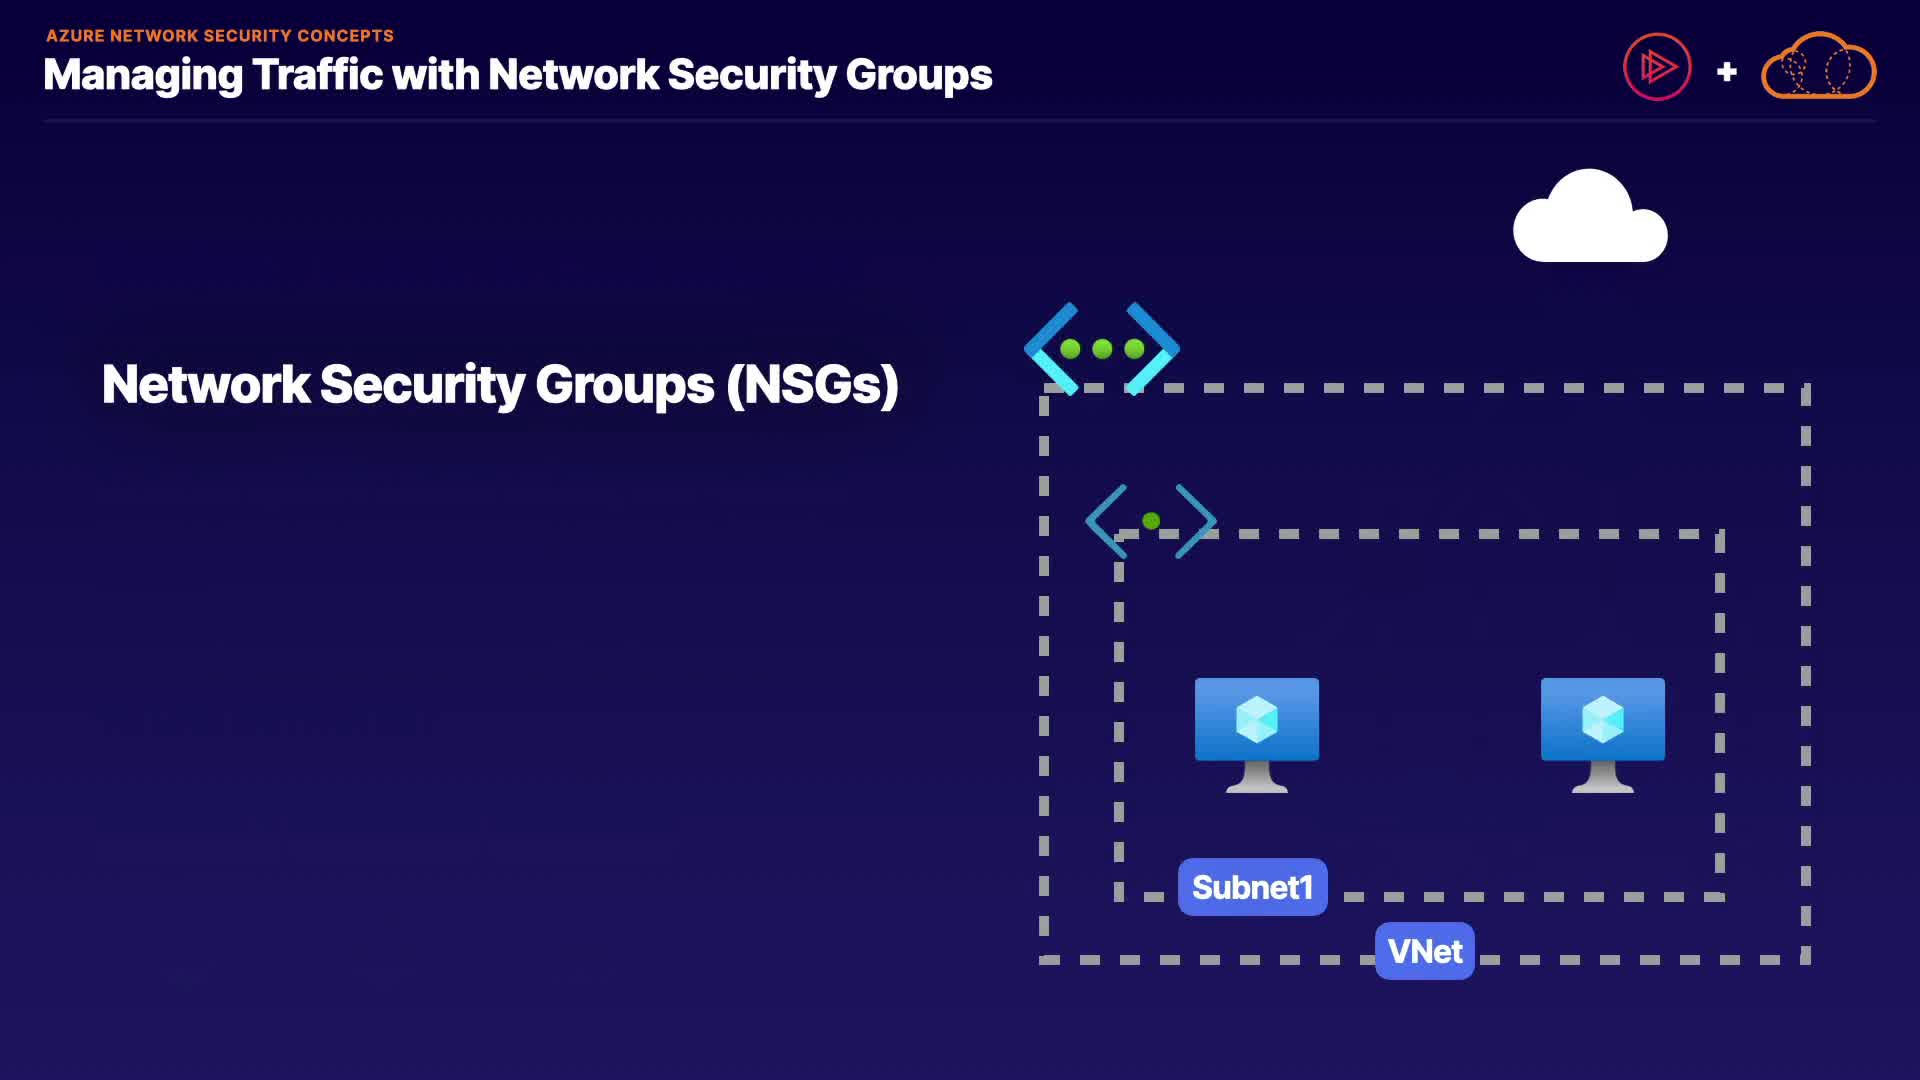 AZURE NETWORK SECURITY CONCEPTS
Managing Traffic with Network Security Groups
Network Security Groups (NSGs)
Subnet1
VNet